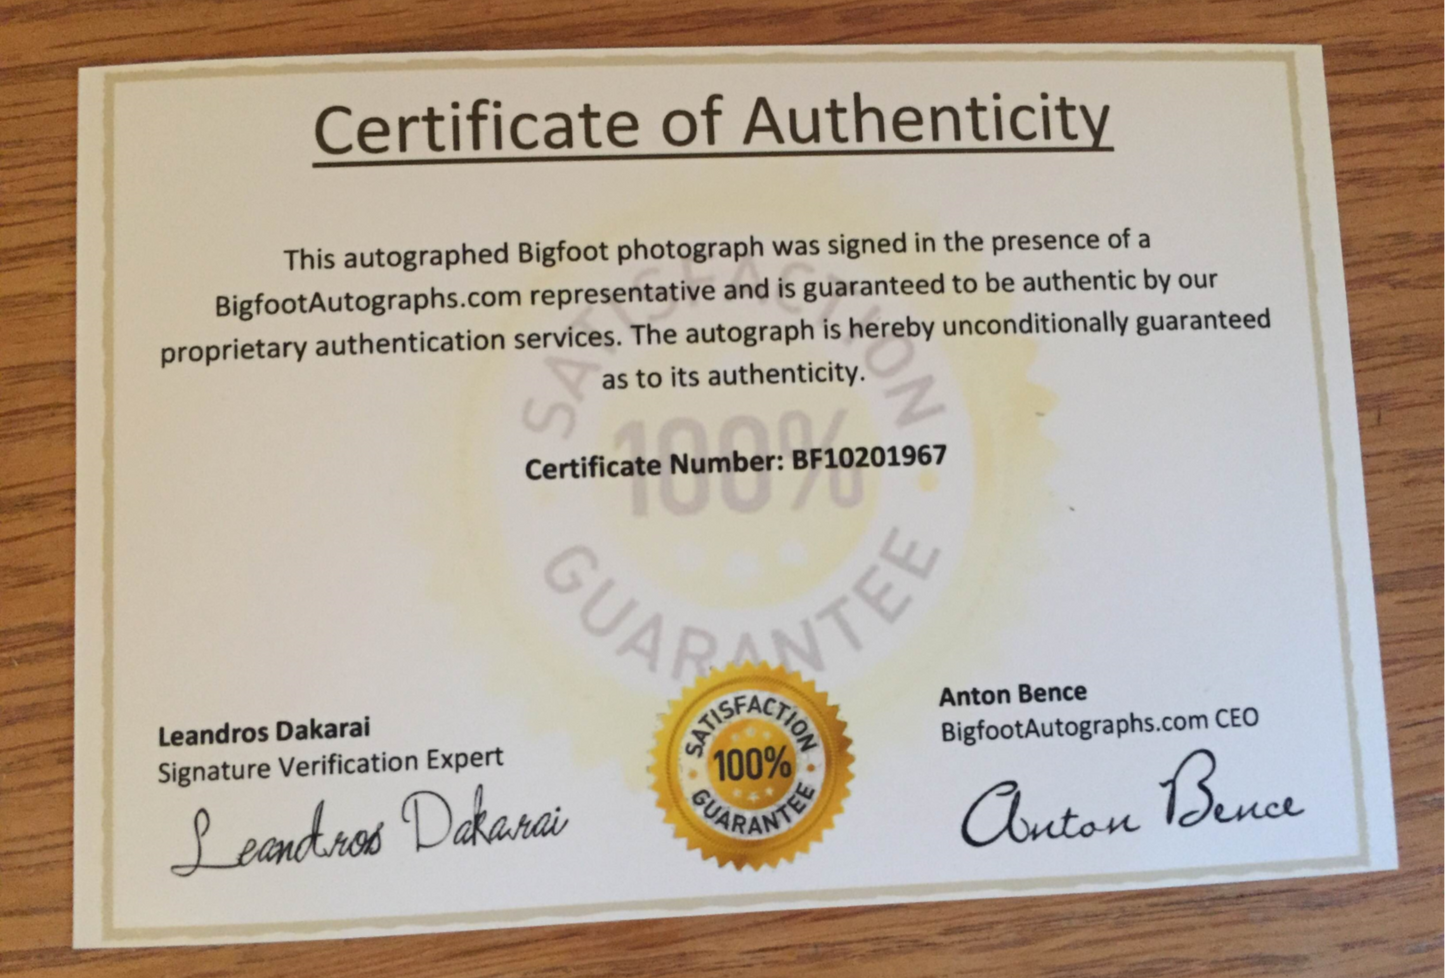 Certificate of Authenticity
This autographed Bigfoot photograph was signed in the presence of a
BigfootAutographs.com representative and is guaranteed to be authentic by our
proprietary authentication services. The autograph is hereby unconditionally guaranteed
as to its authenticity.
SATISFACTION
100%
GUARANTEE
Certificate Number: BF10201967
Leandros Dakarai
Signature Verification Expert
Leandros Dakarai
SATISFACTION
100%
GUARANTEE
Anton Bence
BigfootAutographs.com CEO
Anton Bence